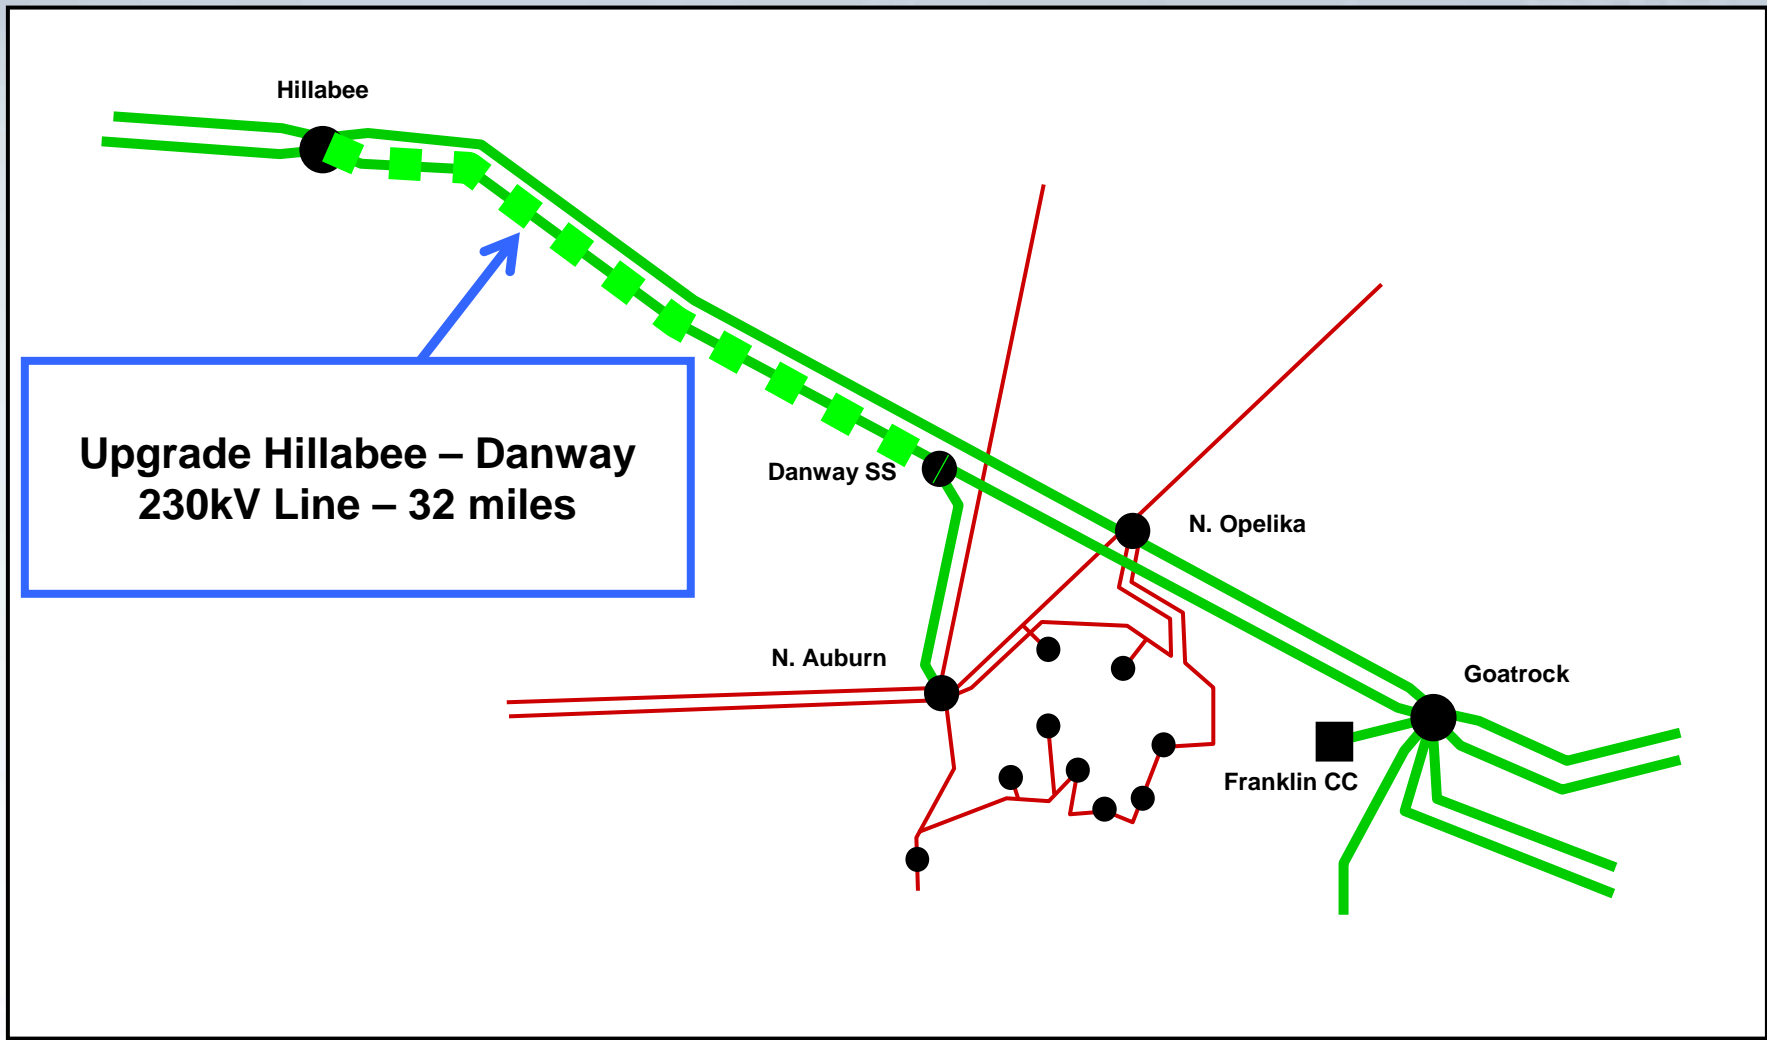 Hillabee
Upgrade Hillabee – Danway
230kV Line – 32 miles
Danway SS
N. Opelika
N. Auburn
Goatrock
Franklin CC